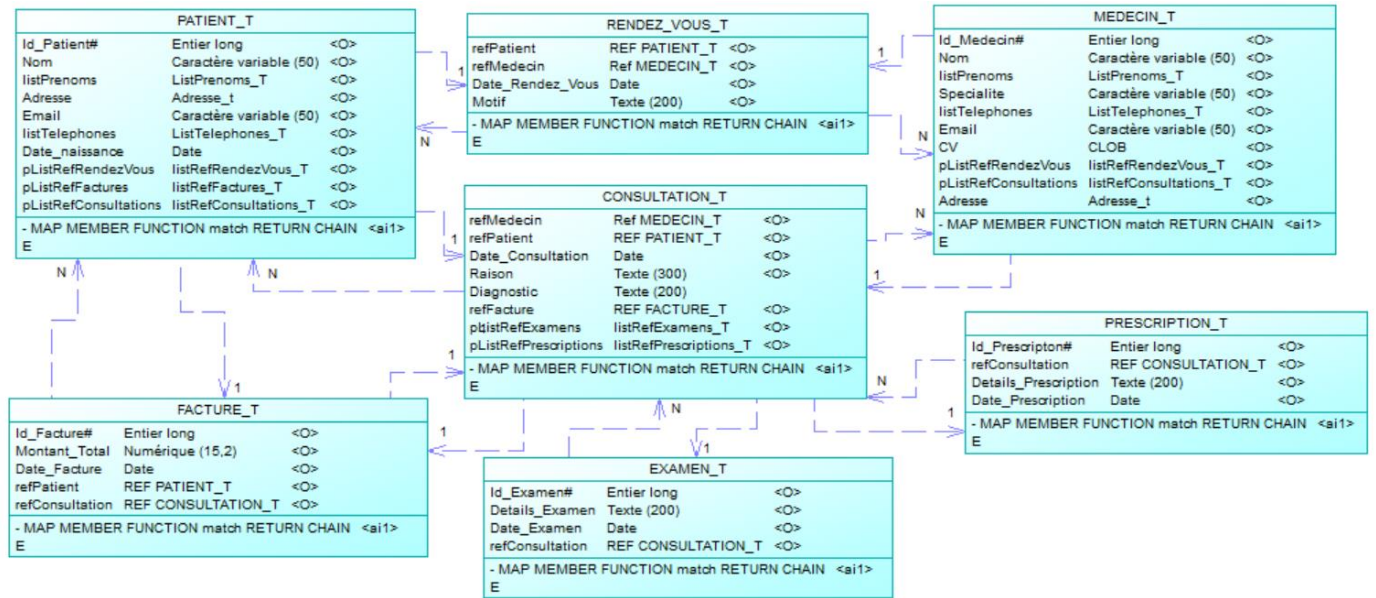 PATIENT_T
Id_Patient# Entier long <O>
Nom Caractère variable (50) <O>
listPrenoms ListPrenoms_T <O>
Adresse Adresse_t <O>
Email Caractère variable (50) <O>
listTelephones ListTelephones_T <O>
Date_naissance Date <O>
pListRefRendezVous listRefRendezVous_T <O>
pListRefFactures listRefFactures_T <O>
pListRefConsultations listRefConsultations_T <O>
- MAP MEMBER FUNCTION match RETURN CHAIN <ai1>
E
RENDEZ_VOUS_T
refPatient REF PATIENT_T <O>
refMedecin Ref MEDECIN_T <O>
Date_Rendez_Vous Date <O>
Motif Texte (200) <O>
- MAP MEMBER FUNCTION match RETURN CHAIN <ai1>
E
MEDECIN_T
Id_Medecin# Entier long <O>
Nom Caractère variable (50) <O>
listPrenoms ListPrenoms_T <O>
Specialite Caractère variable (50) <O>
listTelephones ListTelephones_T <O>
Email Caractère variable (50) <O>
CV CLOB <O>
pListRefRendezVous listRefRendezVous_T <O>
pListRefConsultations listRefConsultations_T <O>
Adresse Adresse_t <O>
- MAP MEMBER FUNCTION match RETURN CHAIN <ai1>
E
1
N
1
N
CONSULTATION_T
refMedecin Ref MEDECIN_T <O>
refPatient REF PATIENT_T <O>
Date_Consultation Date <O>
Raison Texte (300) <O>
Diagnostic Texte (200)
refFacture REF FACTURE_T <O>
pListRefExamens listRefExamens_T <O>
pListRefPrescriptions listRefPrescriptions_T <O>
- MAP MEMBER FUNCTION match RETURN CHAIN <ai1>
E
1
N
N
N
1
1
1
PRESCRIPTION_T
Id_Prescripton# Entier long <O>
refConsultation REF CONSULTATION_T <O>
Details_Prescription Texte (200) <O>
Date_Prescription Date <O>
- MAP MEMBER FUNCTION match RETURN CHAIN <ai1>
E
N
1
FACTURE_T
Id_Facture# Entier long <O>
Montant_Total Numérique (15,2) <O>
Date_Facture Date <O>
refPatient REF PATIENT_T <O>
refConsultation REF CONSULTATION_T <O>
- MAP MEMBER FUNCTION match RETURN CHAIN <ai1>
E
1
N
1
EXAMEN_T
Id_Examen# Entier long <O>
Details_Examen Texte (200) <O>
Date_Examen Date <O>
refConsultation REF CONSULTATION_T <O>
- MAP MEMBER FUNCTION match RETURN CHAIN <ai1>
E